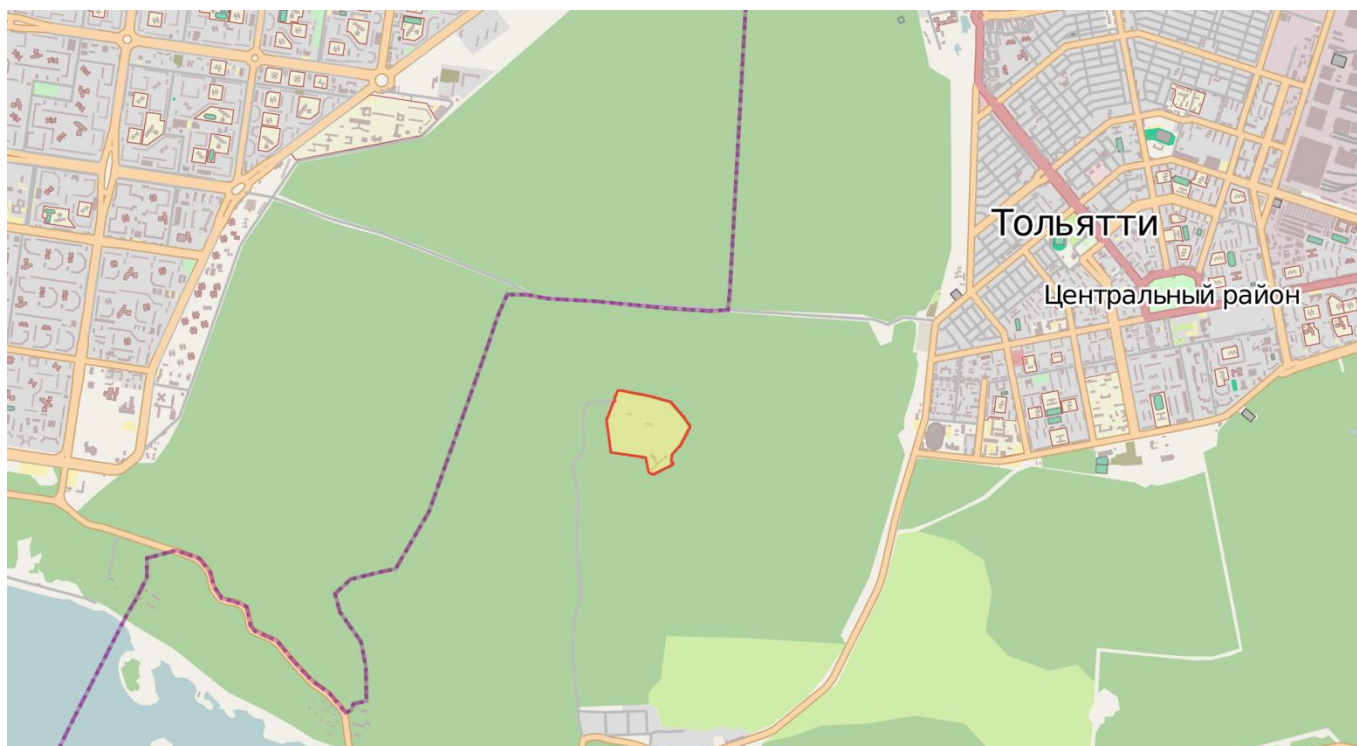 Тольятти
Центральный район